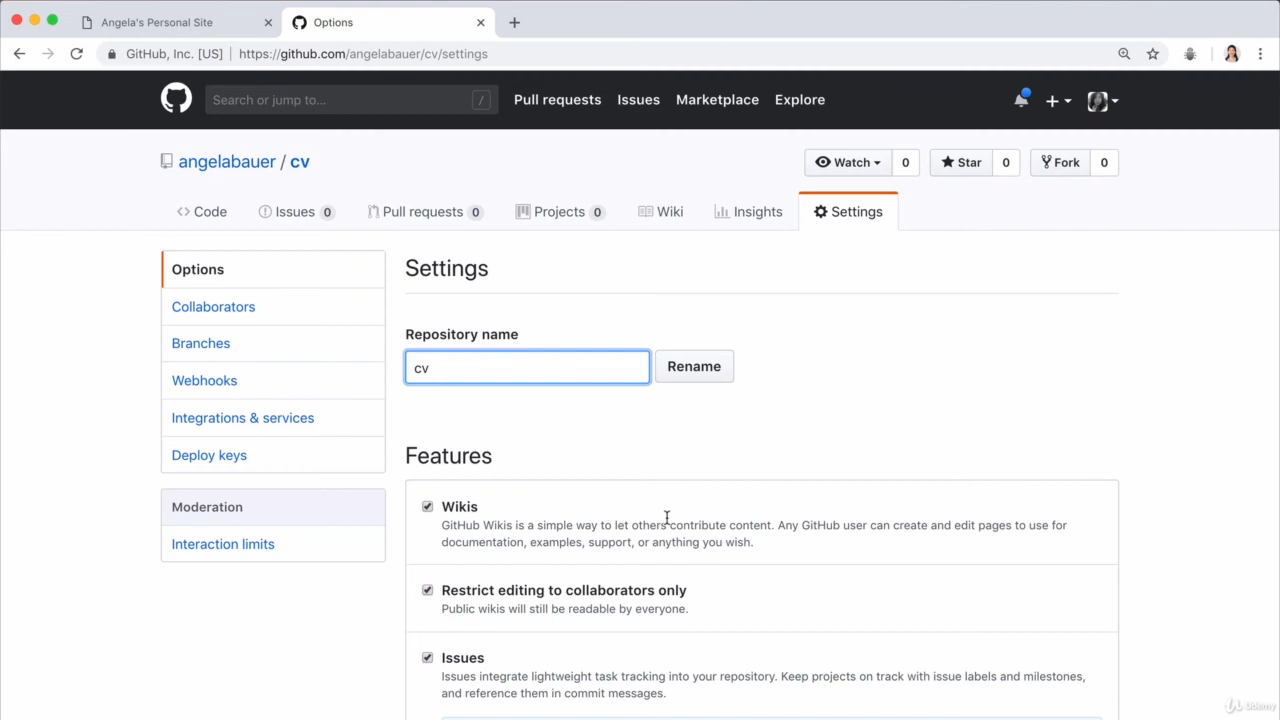 Angela's Personal Site
Options
GitHub, Inc. [US] | https://github.com/angelabauer/cv/settings
Search or jump to... /
Pull requests Issues Marketplace Explore
angelabauer / cv
Watch 0 Star 0 Fork 0
Code Issues 0 Pull requests 0 Projects 0 Wiki Insights Settings
Options
Collaborators
Branches
Webhooks
Integrations & services
Deploy keys
Moderation
Interaction limits
Settings
Repository name
cv Rename
Features
Wikis
GitHub Wikis is a simple way to let others contribute content. Any GitHub user can create and edit pages to use for
documentation, examples, support, or anything you wish.
Restrict editing to collaborators only
Public wikis will still be readable by everyone.
Issues
Issues integrate lightweight task tracking into your repository. Keep projects on track with issue labels and milestones,
and reference them in commit messages.
Udemy